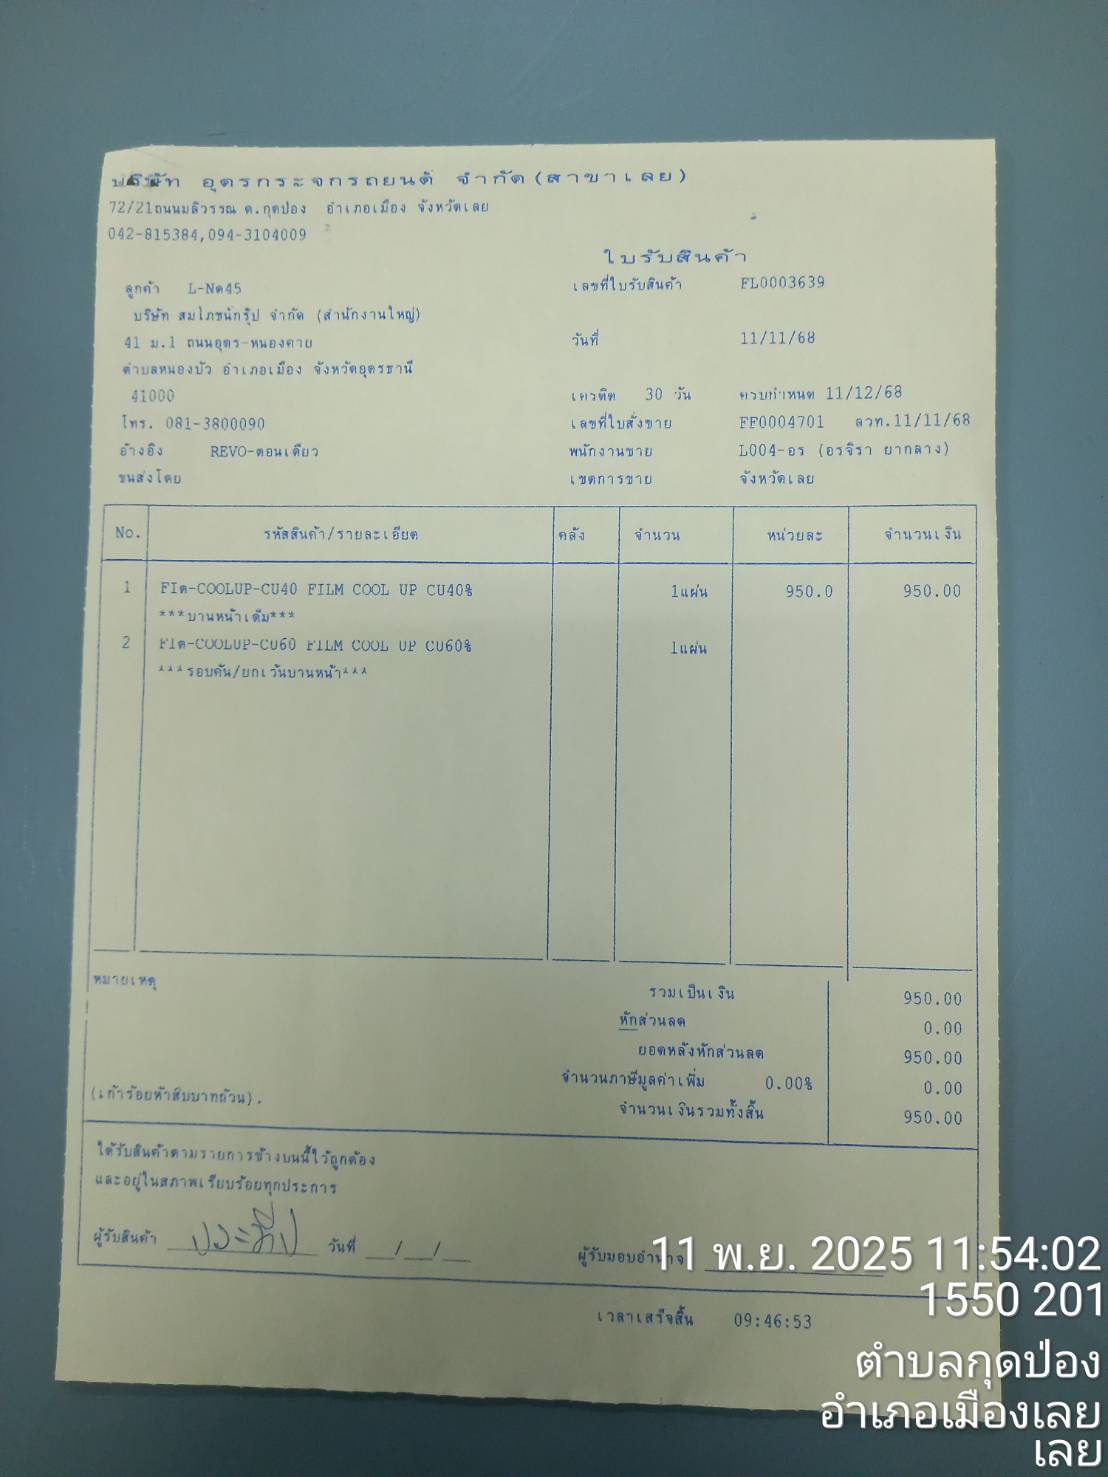 บริษัท อุดรกระจกรถยนต์ จำกัด(สาขาเลย)
72/21ถนนมลิวรรณ ต.กุดป่อง อำเภอเมือง จังหวัดเลย
042-815384,094-3104009
ใบรับสินค้า
ลูกค้า L-Nด45 เลขที่ใบรับสินค้า FL0003639
บริษัท สมโภชน์กรุ๊ป จำกัด (สำนักงานใหญ่)
41 ม.1 ถนนอุดร-หนองคาย วันที่ 11/11/68
ตำบลหนองบัว อำเภอเมือง จังหวัดอุดรธานี
41000 เครดิต 30 วัน ครบกำหนด 11/12/68
โทร. 081-3800090 เลขที่ใบสั่งขาย FF0004701 ลวท.11/11/68
อ้างอิง REVO-ตอนเดียว พนักงานขาย L004-อร (อรจิรา ยากลาง)
ขนส่งโดย เขตการขาย จังหวัดเลย
No. รหัสสินค้า/รายละเอียด คลัง จำนวน หน่วยละ จำนวนเงิน
1 FIด-COOLUP-CU40 FILM COOL UP CU40% 1แผ่น 950.0 950.00
***บานหน้าเต็ม***
2 FIด-COOLUP-CU60 FILM COOL UP CU60% 1แผ่น
***รอบคัน/ยกเว้นบานหน้า***
หมายเหตุ
รวมเป็นเงิน 950.00
หักส่วนลด 0.00
ยอดหลังหักส่วนลด 950.00
จำนวนภาษีมูลค่าเพิ่ม 0.00% 0.00
(เก้าร้อยห้าสิบบาทถ้วน). จำนวนเงินรวมทั้งสิ้น 950.00
ได้รับสินค้าตามรายการข้างบนนี้ไว้ถูกต้อง
และอยู่ในสภาพเรียบร้อยทุกประการ
ผู้รับสินค้า ประทีป วันที่ __/__/__ ผู้รับมอบอำนาจ
เวลาเสร็จสิ้น 09:46:53
11 พ.ย. 2025 11:54:02
1550 201
ตำบลกุดป่อง
อำเภอเมืองเลย
เลย